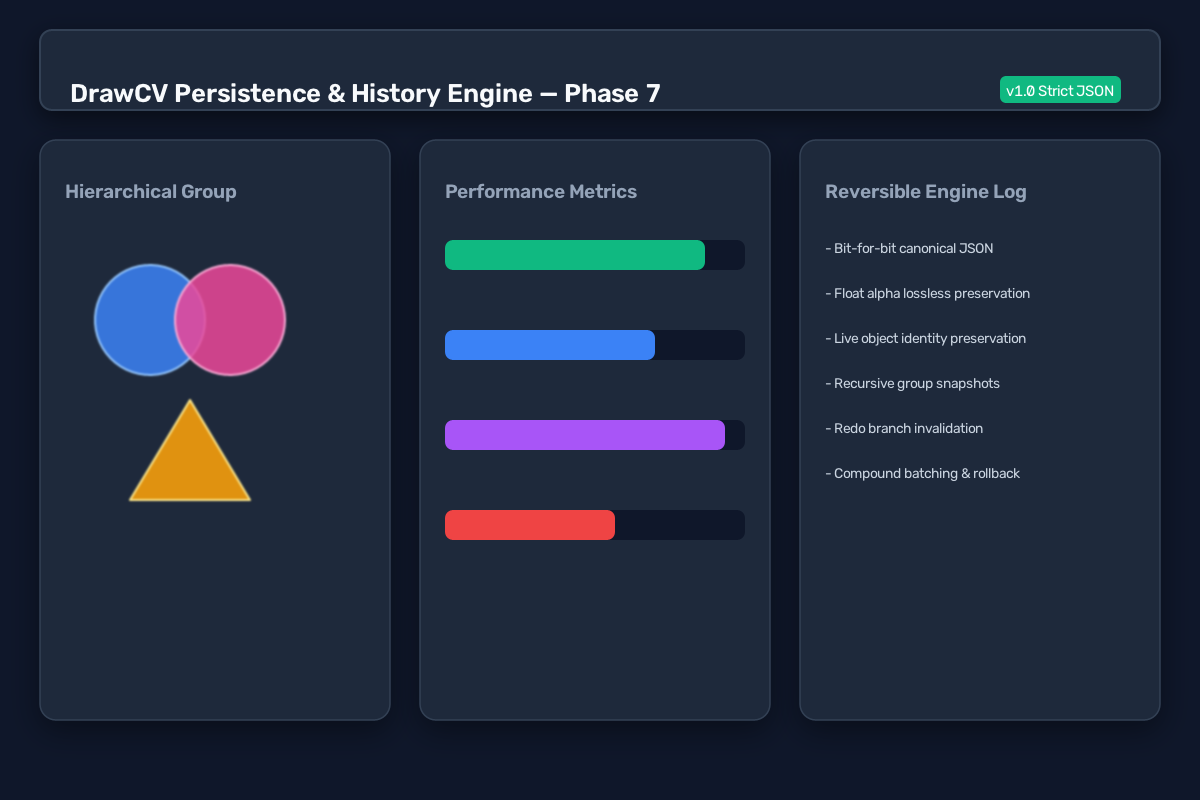 DrawCV Persistence & History Engine — Phase 7
v1.0 Strict JSON
Hierarchical Group
Performance Metrics
Reversible Engine Log
- Bit-for-bit canonical JSON
- Float alpha lossless preservation
- Live object identity preservation
- Recursive group snapshots
- Redo branch invalidation
- Compound batching & rollback